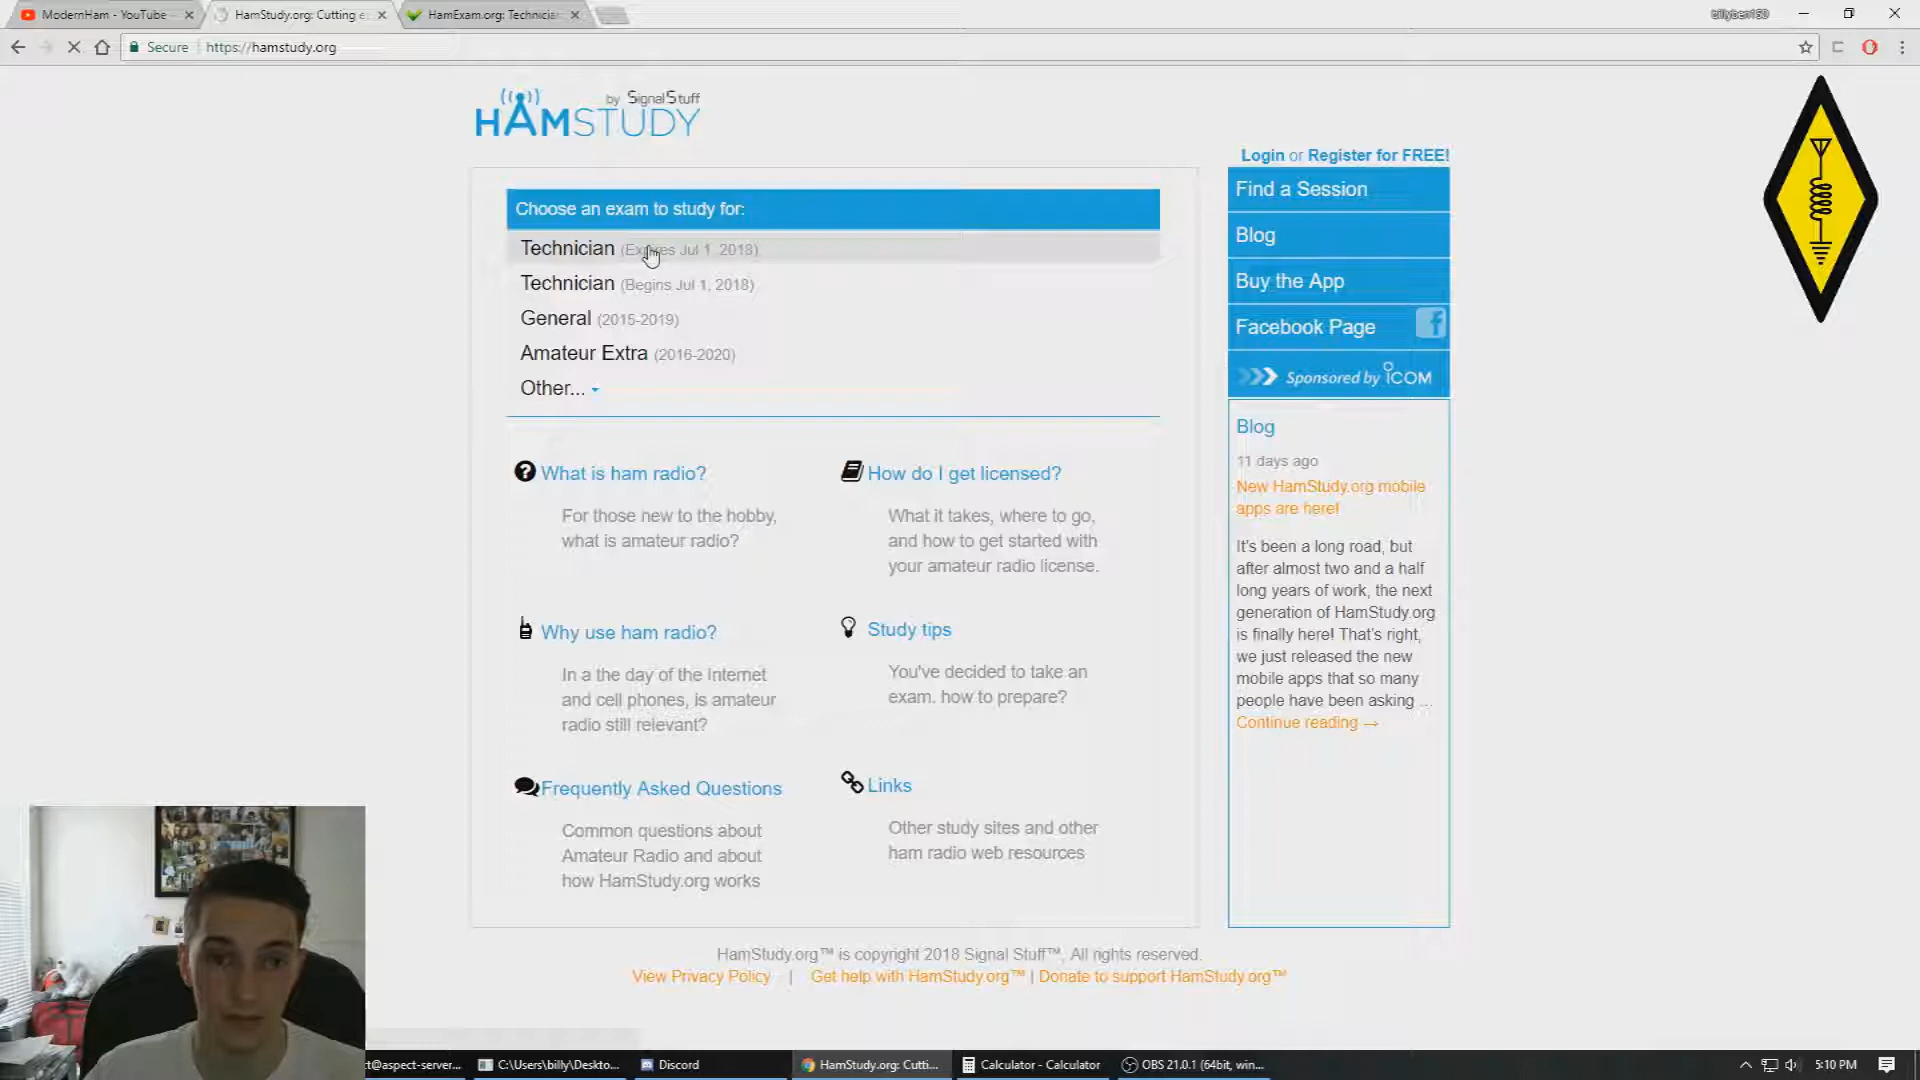 ModernHam - YouTube
HamStudy.org: Cutting e
HamExam.org: Technician
billyben150
Secure
https://hamstudy.org
by SignalStuff
HAMSTUDY
Login or Register for FREE!
Choose an exam to study for:
Technician (Expires Jul 1, 2018)
Technician (Begins Jul 1, 2018)
General (2015-2019)
Amateur Extra (2016-2020)
Other...
Find a Session
Blog
Buy the App
Facebook Page
Sponsored by ICOM
What is ham radio?
For those new to the hobby,
what is amateur radio?
How do I get licensed?
What it takes, where to go,
and how to get started with
your amateur radio license.
Why use ham radio?
In a the day of the Internet
and cell phones, is amateur
radio still relevant?
Study tips
You've decided to take an
exam. how to prepare?
Frequently Asked Questions
Common questions about
Amateur Radio and about
how HamStudy.org works
Links
Other study sites and other
ham radio web resources
Blog
11 days ago
New HamStudy.org mobile
apps are here!
It's been a long road, but
after almost two and a half
long years of work, the next
generation of HamStudy.org
is finally here! That's right,
we just released the new
mobile apps that so many
people have been asking ...
Continue reading →
HamStudy.org™ is copyright 2018 Signal Stuff™. All rights reserved.
View Privacy Policy | Get help with HamStudy.org™ | Donate to support HamStudy.org™
ct@aspect-server...
C:\Users\billy\Deskto...
Discord
HamStudy.org: Cutti...
Calculator - Calculator
OBS 21.0.1 (64bit, win...
5:10 PM